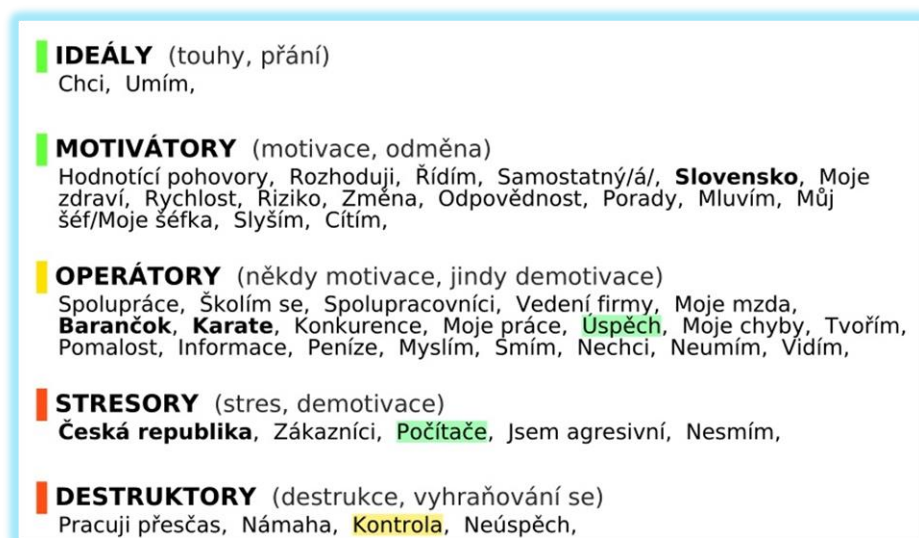 IDEÁLY (touhy, přání)
Chci, Umím,
MOTIVÁTORY (motivace, odměna)
Hodnotící pohovory, Rozhoduji, Řídím, Samostatný/á/, Slovensko, Moje
zdraví, Rychlost, Riziko, Změna, Odpovědnost, Porady, Mluvím, Můj
šéf/Moje šéfka, Slyším, Cítím,
OPERÁTORY (někdy motivace, jindy demotivace)
Spolupráce, Školím se, Spolupracovníci, Vedení firmy, Moje mzda,
Barančok, Karate, Konkurence, Moje práce, Úspěch, Moje chyby, Tvořím,
Pomalost, Informace, Peníze, Myslím, Smím, Nechci, Neumím, Vidím,
STRESORY (stres, demotivace)
Česká republika, Zákazníci, Počítače, Jsem agresivní, Nesmím,
DESTRUKTORY (destrukce, vyhraňování se)
Pracuji přesčas, Námaha, Kontrola, Neúspěch,